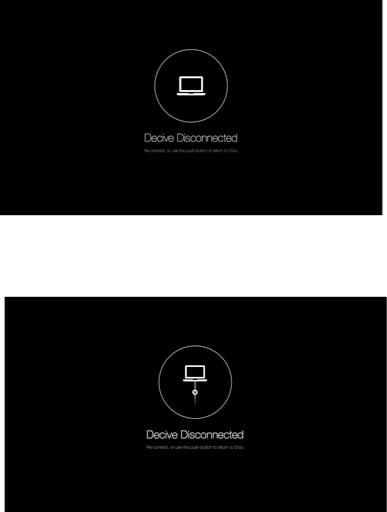 Decive Disconnected
Re-connect, or use the push-button to return to Enzo
Decive Disconnected
Re-connect, or use the push-button to return to Enzo